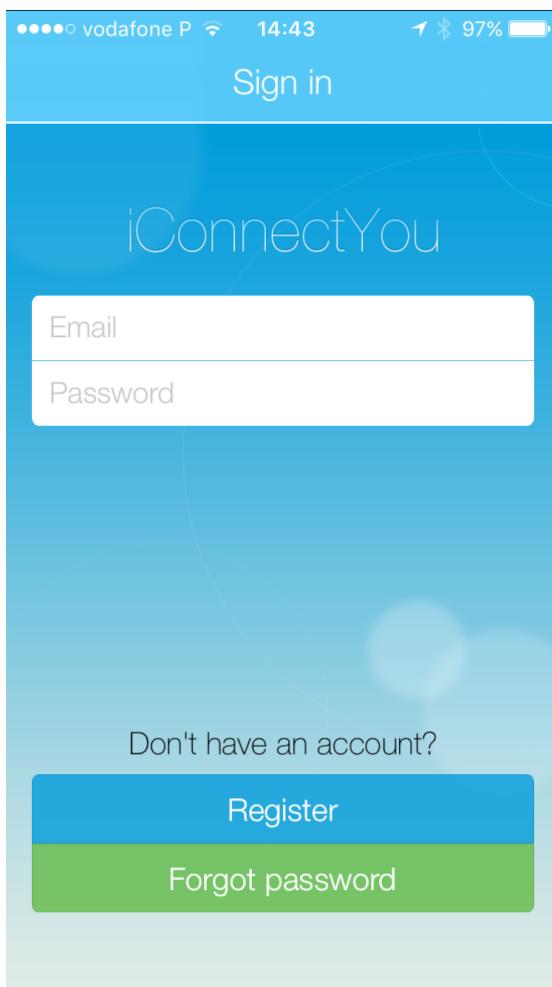 vodafone P 14:43 97%
Sign in
iConnectYou
Email
Password
Don't have an account?
Register
Forgot password